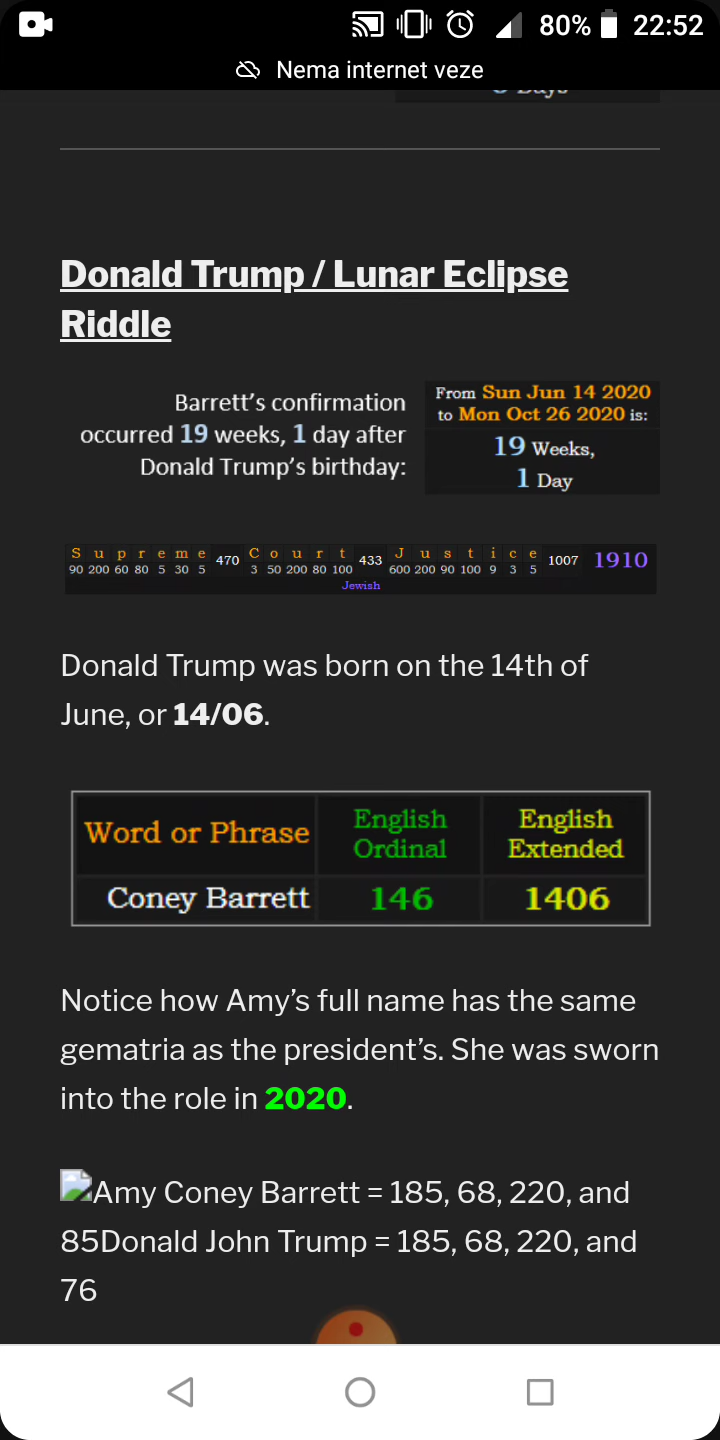 80% 22:52
Nema internet veze
Donald Trump / Lunar Eclipse
Riddle
Barrett’s confirmation
occurred 19 weeks, 1 day after
Donald Trump’s birthday:
From Sun Jun 14 2020
to Mon Oct 26 2020 is:
19 Weeks,
1 Day
S u p r e m e 470 C o u r t 433 J u s t i c e 1007 1910
90 200 60 80 5 30 5 3 50 200 80 100 600 200 90 100 9 3 5
Jewish
Donald Trump was born on the 14th of
June, or 14/06.
Word or Phrase English Ordinal English Extended
Coney Barrett 146 1406
Notice how Amy’s full name has the same
gematria as the president’s. She was sworn
into the role in 2020.
Amy Coney Barrett = 185, 68, 220, and
85Donald John Trump = 185, 68, 220, and
76